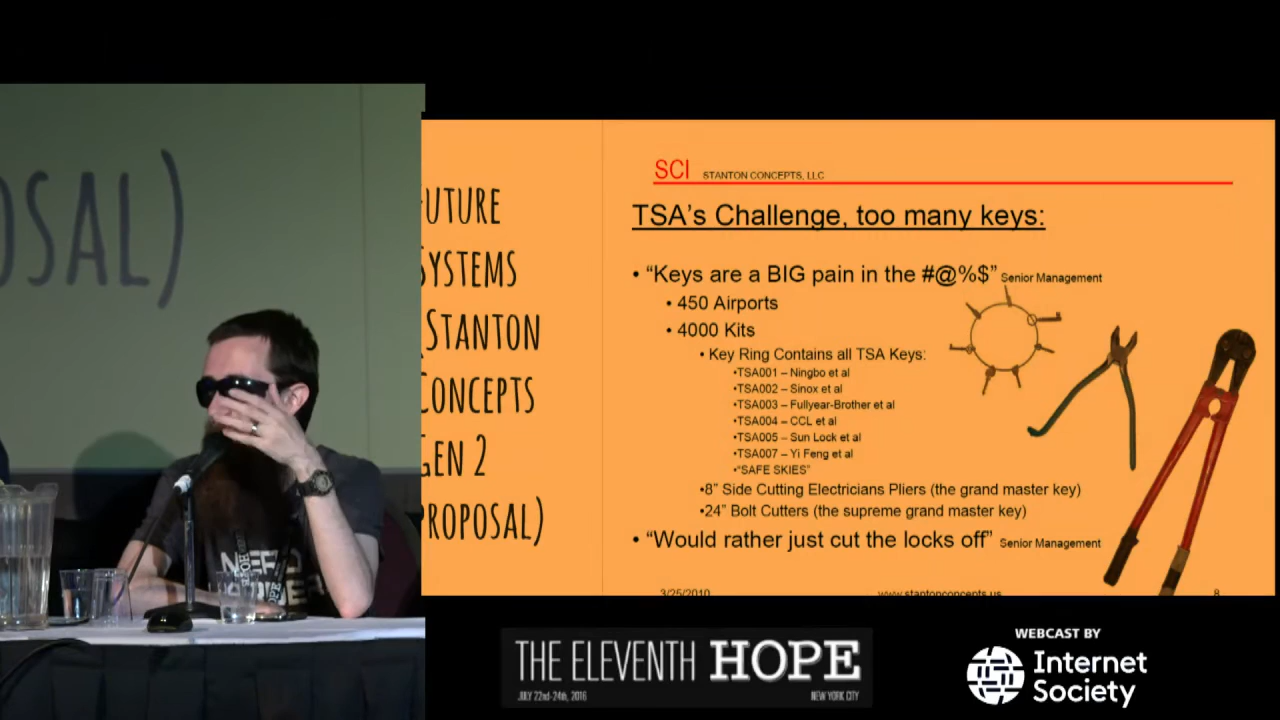 OSAL)
UTURE
SYSTEMS
(STANTON
CONCEPTS
GEN 2
PROPOSAL)
SCI STANTON CONCEPTS, LLC
TSA's Challenge, too many keys:
• “Keys are a BIG pain in the #@%$” Senior Management
• 450 Airports
• 4000 Kits
• Key Ring Contains all TSA Keys:
•TSA001 – Ningbo et al
•TSA002 – Sinox et al
•TSA003 – Fullyear-Brother et al
•TSA004 – CCL et al
•TSA005 – Sun Lock et al
•TSA007 – Yi Feng et al
•“SAFE SKIES”
•8” Side Cutting Electricians Pliers (the grand master key)
•24” Bolt Cutters (the supreme grand master key)
• “Would rather just cut the locks off” Senior Management
3/25/2010 www.stantonconcepts.us 8
THE ELEVENTH HOPE
JULY 22nd-24th, 2016 NEW YORK CITY
WEBCAST BY
Internet
Society